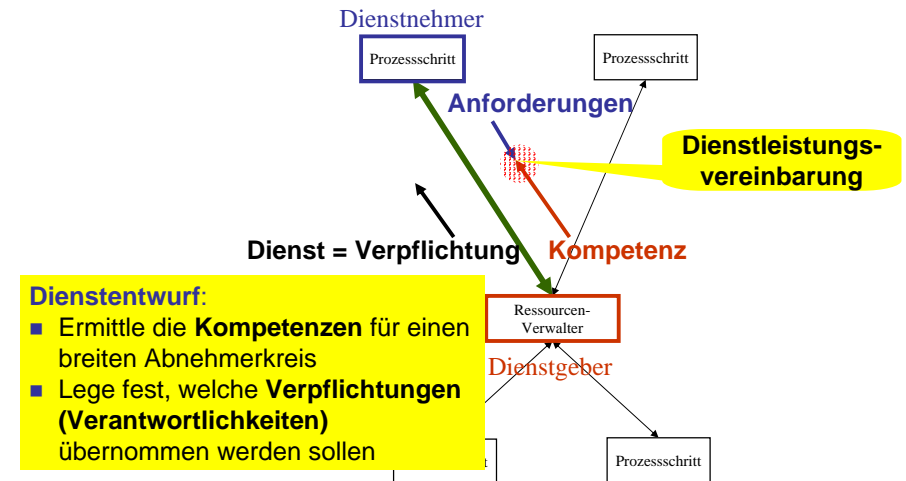 Dienstnehmer
Prozessschritt
Prozessschritt
Anforderungen
Dienstleistungs-
vereinbarung
Dienst = Verpflichtung
Kompetenz
Dienstentwurf:
Ermittle die Kompetenzen für einen
breiten Abnehmerkreis
Lege fest, welche Verpflichtungen
(Verantwortlichkeiten)
übernommen werden sollen
Ressourcen-
Verwalter
Dienstgeber
Prozessschritt